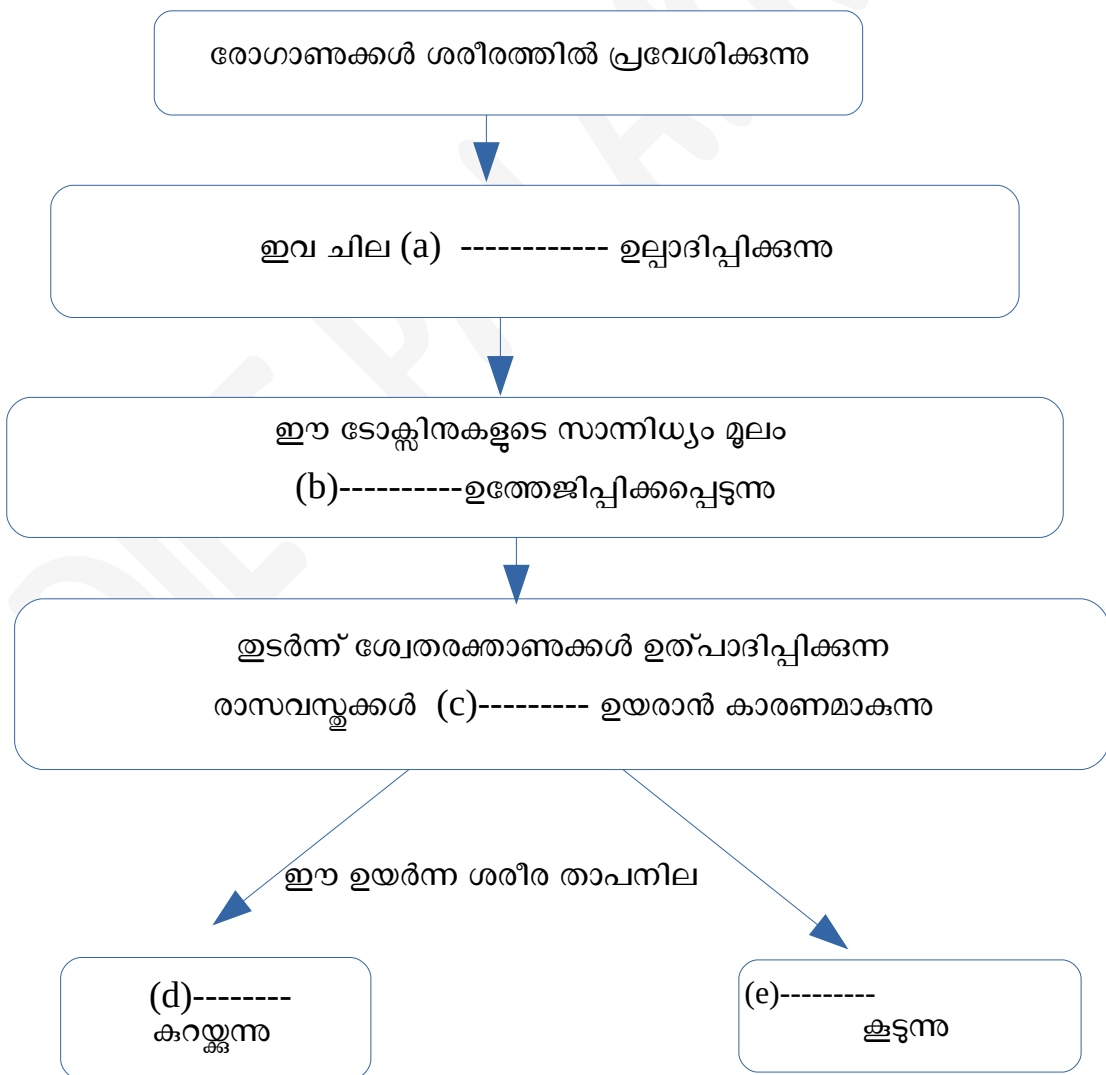 രോഗാണുക്കൾ ശരീരത്തിൽ പ്രവേശിക്കുന്നു
ഇവ ചില (a) ------------ ഉല്പാദിപ്പിക്കുന്നു
ഈ ടോക്സിനുകളുടെ സാന്നിധ്യം മൂലം
(b)----------ഉത്തേജിപ്പിക്കപ്പെടുന്നു
തുടർന്ന് ശ്വേതരക്താണുക്കൾ ഉത്പാദിപ്പിക്കുന്ന
രാസവസ്തുക്കൾ (c)--------- ഉയരാൻ കാരണമാകുന്നു
ഈ ഉയർന്ന ശരീര താപനില
(d)--------
കുറയ്ക്കുന്നു
(e)---------
കൂടുന്നു